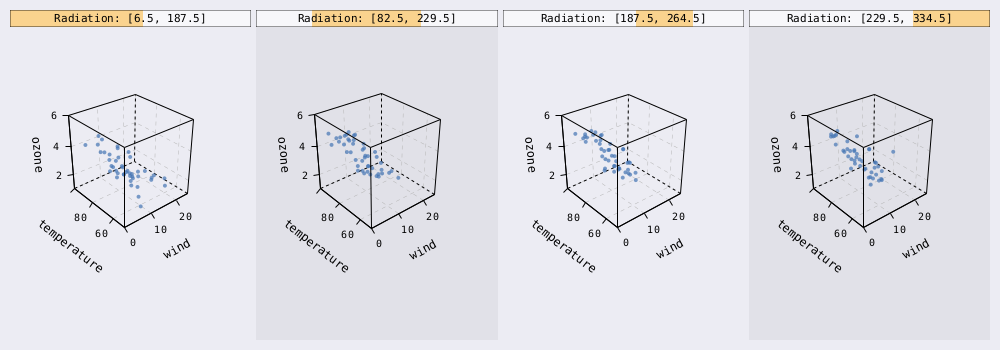 Radiation: [6.5, 187.5]
6
4
2
ozone
80
60
temperature
0
10
20
wind
Radiation: [82.5, 229.5]
6
4
2
ozone
80
60
temperature
0
10
20
wind
Radiation: [187.5, 264.5]
6
4
2
ozone
80
60
temperature
0
10
20
wind
Radiation: [229.5, 334.5]
6
4
2
ozone
80
60
temperature
0
10
20
wind